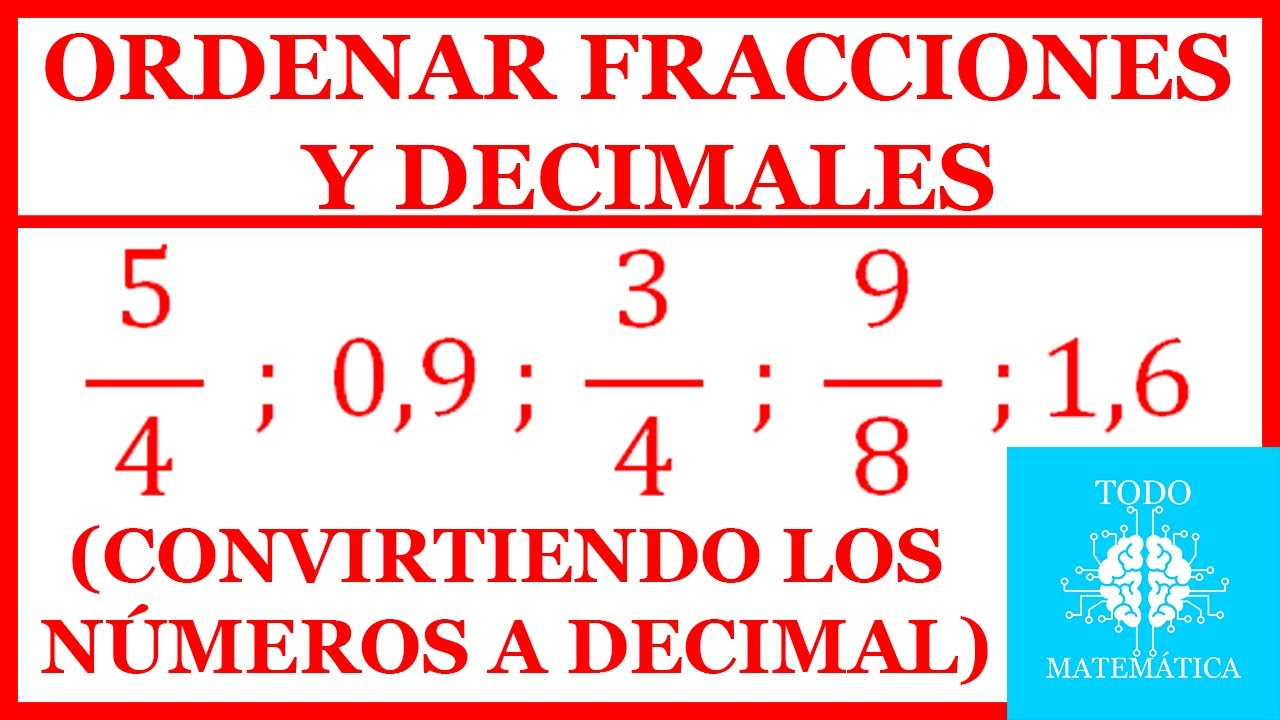 ORDENAR FRACCIONES
Y DECIMALES
5/4 ; 0,9 ; 3/4 ; 9/8 ; 1,6
(CONVIRTIENDO LOS
NÚMEROS A DECIMAL)
TODO
MATEMÁTICA